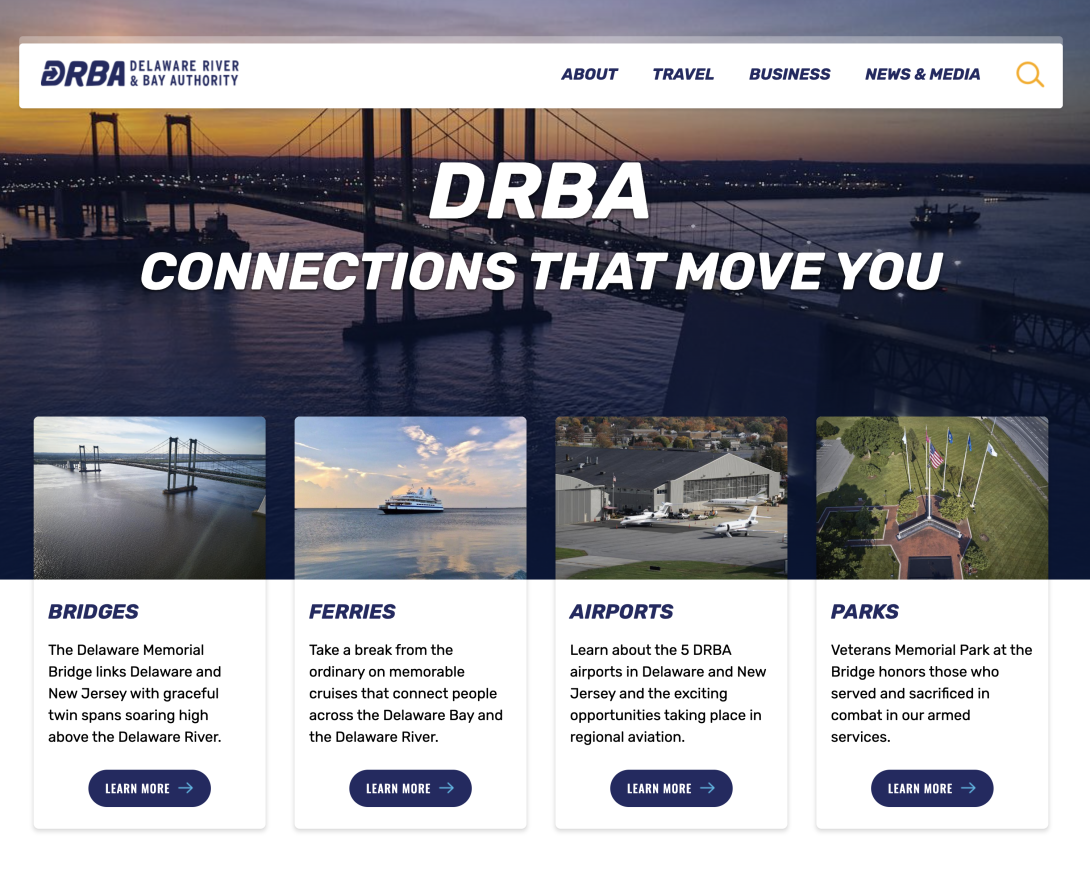 DRBA DELAWARE RIVER
& BAY AUTHORITY
ABOUT TRAVEL BUSINESS NEWS & MEDIA
DRBA
CONNECTIONS THAT MOVE YOU
BRIDGES
The Delaware Memorial
Bridge links Delaware and
New Jersey with graceful
twin spans soaring high
above the Delaware River.
LEARN MORE →
FERRIES
Take a break from the
ordinary on memorable
cruises that connect people
across the Delaware Bay and
the Delaware River.
LEARN MORE →
AIRPORTS
Learn about the 5 DRBA
airports in Delaware and New
Jersey and the exciting
opportunities taking place in
regional aviation.
LEARN MORE →
PARKS
Veterans Memorial Park at the
Bridge honors those who
served and sacrificed in
combat in our armed
services.
LEARN MORE →